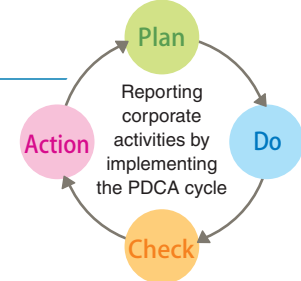 Plan
Reporting
corporate
activities by
implementing
the PDCA cycle
Action
Do
Check